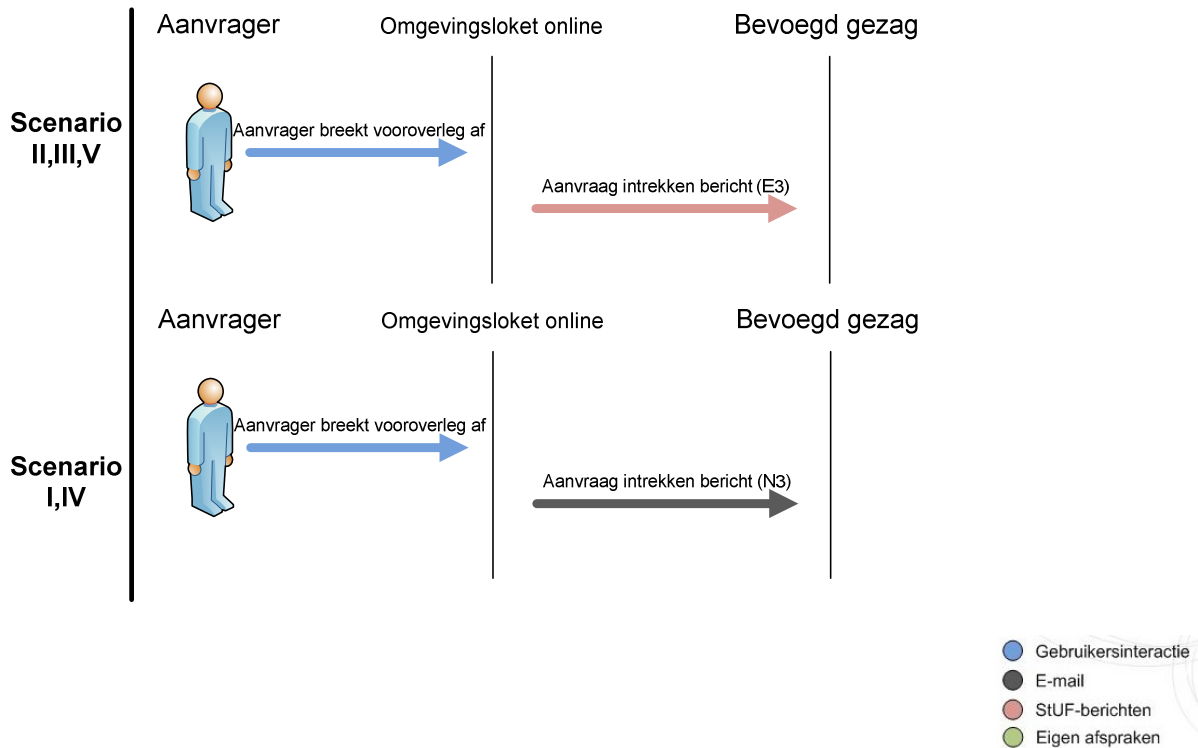 Aanvrager
Omgevingsloket online
Bevoegd gezag
Scenario
II,III,V
Aanvrager breekt vooroverleg af
Aanvraag intrekken bericht (E3)
Aanvrager
Omgevingsloket online
Bevoegd gezag
Scenario
I,IV
Aanvrager breekt vooroverleg af
Aanvraag intrekken bericht (N3)
Gebruikersinteractie
E-mail
StUF-berichten
Eigen afspraken